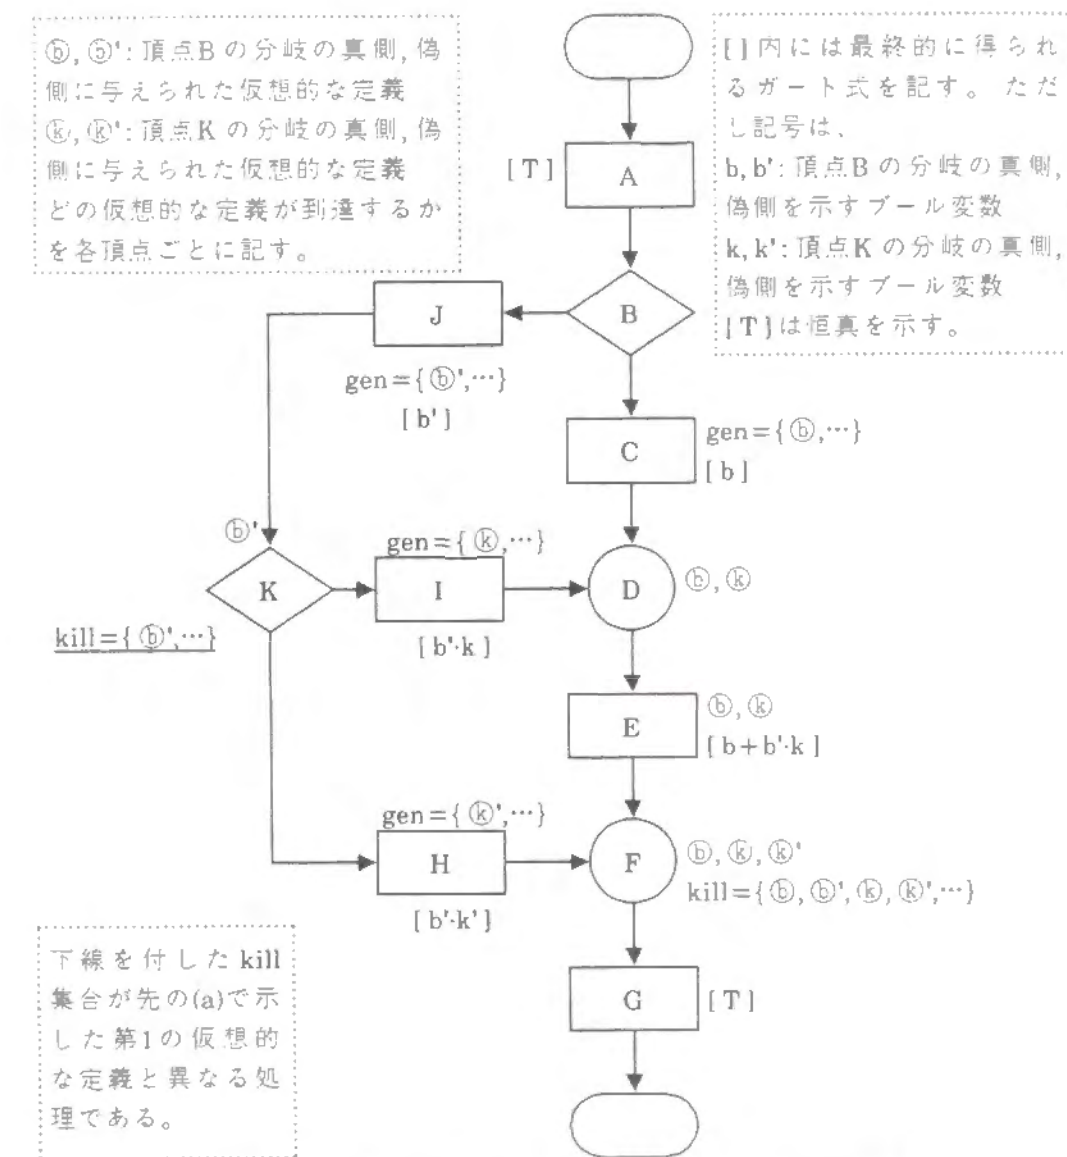 ⓑ, ⓑ': 頂点B の分岐の真側,偽
側に与えられた仮想的な定義
ⓚ, ⓚ': 頂点K の分岐の真側, 偽
側に与えられた仮想的な定義
どの仮想的な定義が到達するか
を各頂点ごとに記す。
[ ] 内には最終的に得られ
るガート式を記す。ただ
し記号は、
b, b': 頂点B の分岐の真側,
偽側を示すブール変数
k, k': 頂点K の分岐の真側,
偽側を示すブール変数
[T] は恒真を示す。
[T]
A
J
B
gen={ⓑ',…}
[b']
C
gen={ⓑ,…}
[b]
ⓑ'
K
kill={ⓑ',…}
gen={ⓚ,…}
I
[b'·k]
D
ⓑ, ⓚ
E
ⓑ, ⓚ
[b+b'·k]
gen={ⓚ',…}
H
[b'·k']
F
ⓑ, ⓚ, ⓚ'
kill={ⓑ, ⓑ', ⓚ, ⓚ',…}
G
[T]
下線を付した kill
集合が先の(a)で示
した第1の仮想的
な定義と異なる処
理である。